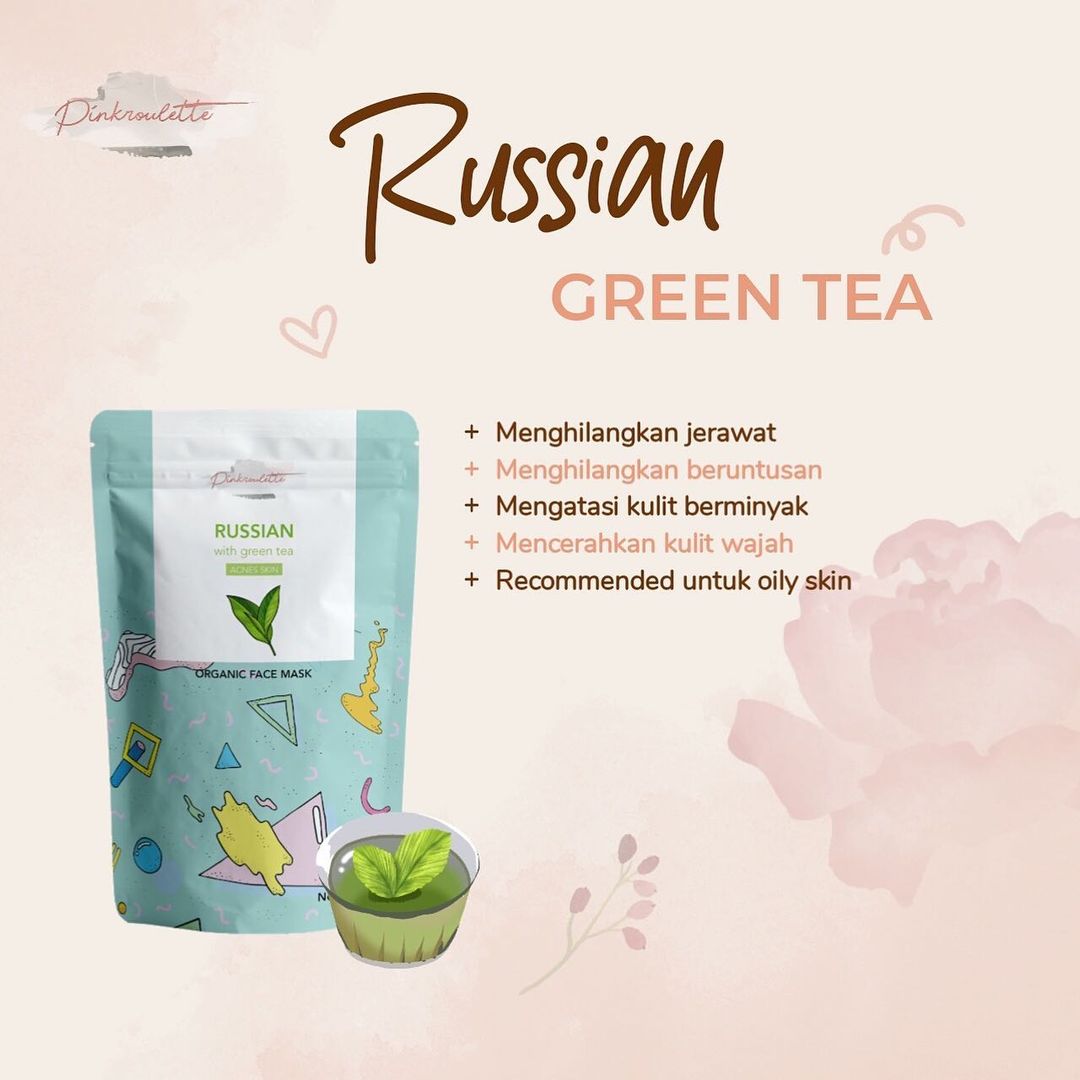 Pinkroulette
Russian
GREEN TEA
+ Menghilangkan jerawat
+ Menghilangkan beruntusan
+ Mengatasi kulit berminyak
+ Mencerahkan kulit wajah
+ Recommended untuk oily skin
Pinkroulette
RUSSIAN
with green tea
ACNES SKIN
ORGANIC FACE MASK